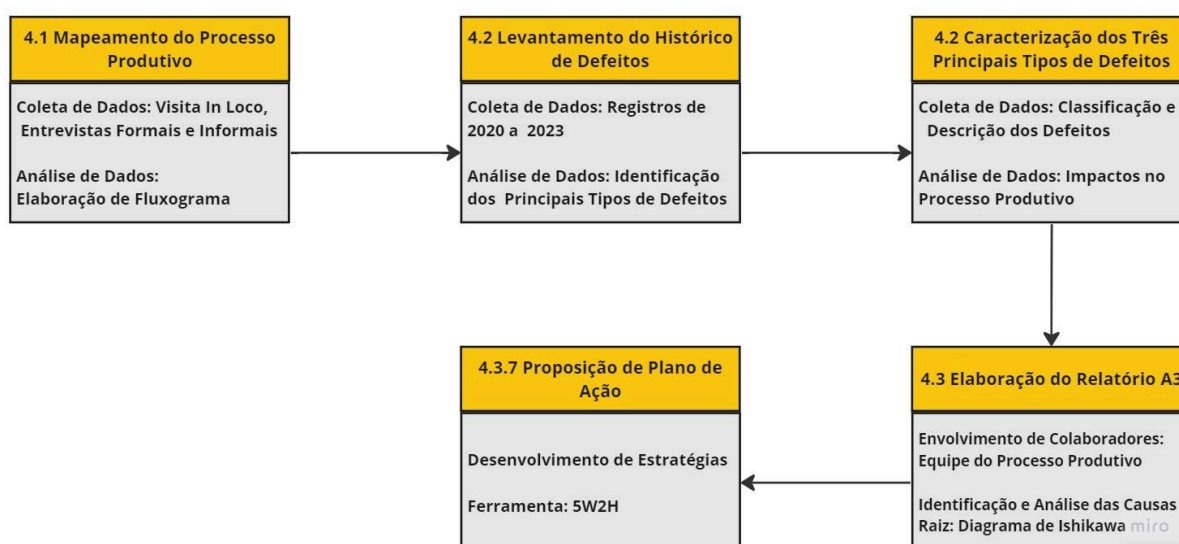 4.1 Mapeamento do Processo
Produtivo
Coleta de Dados: Visita In Loco,
Entrevistas Formais e Informais
Análise de Dados:
Elaboração de Fluxograma
4.2 Levantamento do Histórico
de Defeitos
Coleta de Dados: Registros de
2020 a 2023
Análise de Dados: Identificação
dos Principais Tipos de Defeitos
4.2 Caracterização dos Três
Principais Tipos de Defeitos
Coleta de Dados: Classificação e
Descrição dos Defeitos
Análise de Dados: Impactos no
Processo Produtivo
4.3 Elaboração do Relatório A3
Envolvimento de Colaboradores:
Equipe do Processo Produtivo
Identificação e Análise das Causas
Raiz: Diagrama de Ishikawa
miro
4.3.7 Proposição de Plano de
Ação
Desenvolvimento de Estratégias
Ferramenta: 5W2H